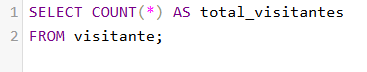 1 SELECT COUNT(*) AS total_visitantes
2 FROM visitante;